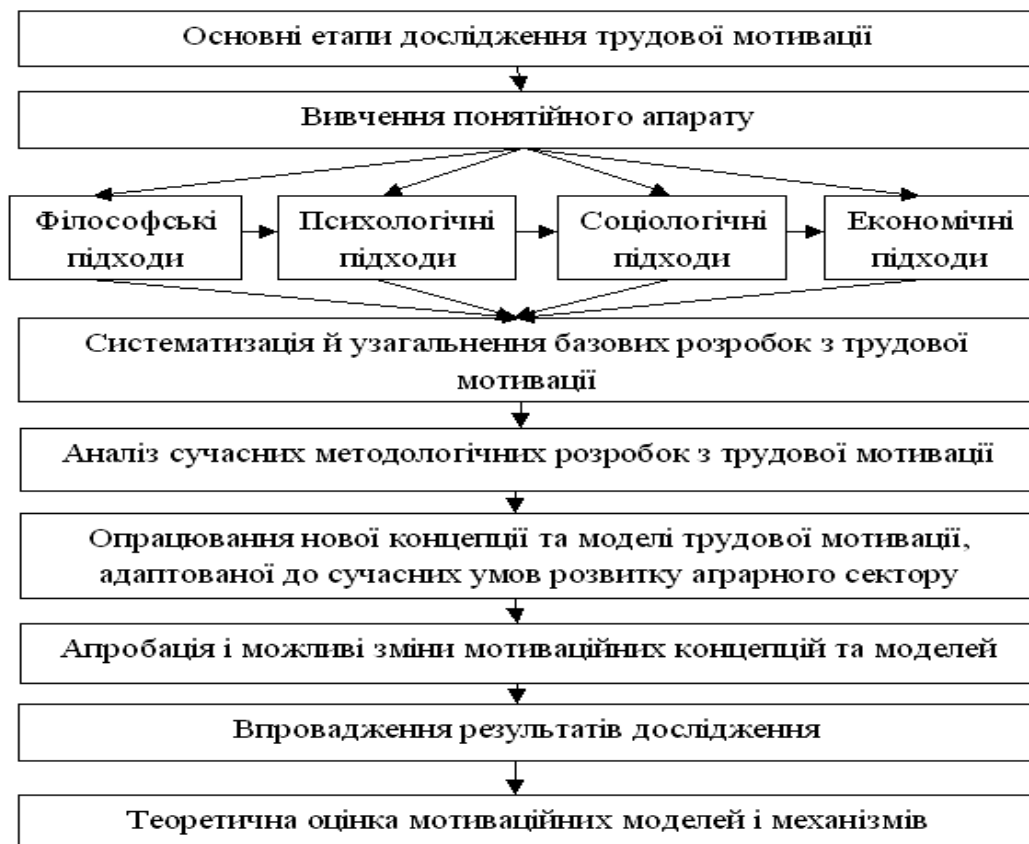 Основні етапи дослідження трудової мотивації
Вивчення понятійного апарату
Філософські
підходи
Психологічні
підходи
Соціологічні
підходи
Економічні
підходи
Систематизація й узагальнення базових розробок з трудової
мотивації
Аналіз сучасних методологічних розробок з трудової мотивації
Опрацювання нової концепції та моделі трудової мотивації,
адаптованої до сучасних умов розвитку аграрного сектору
Апробація і можливі зміни мотиваційних концепцій та моделей
Впровадження результатів дослідження
Теоретична оцінка мотиваційних моделей і механізмів